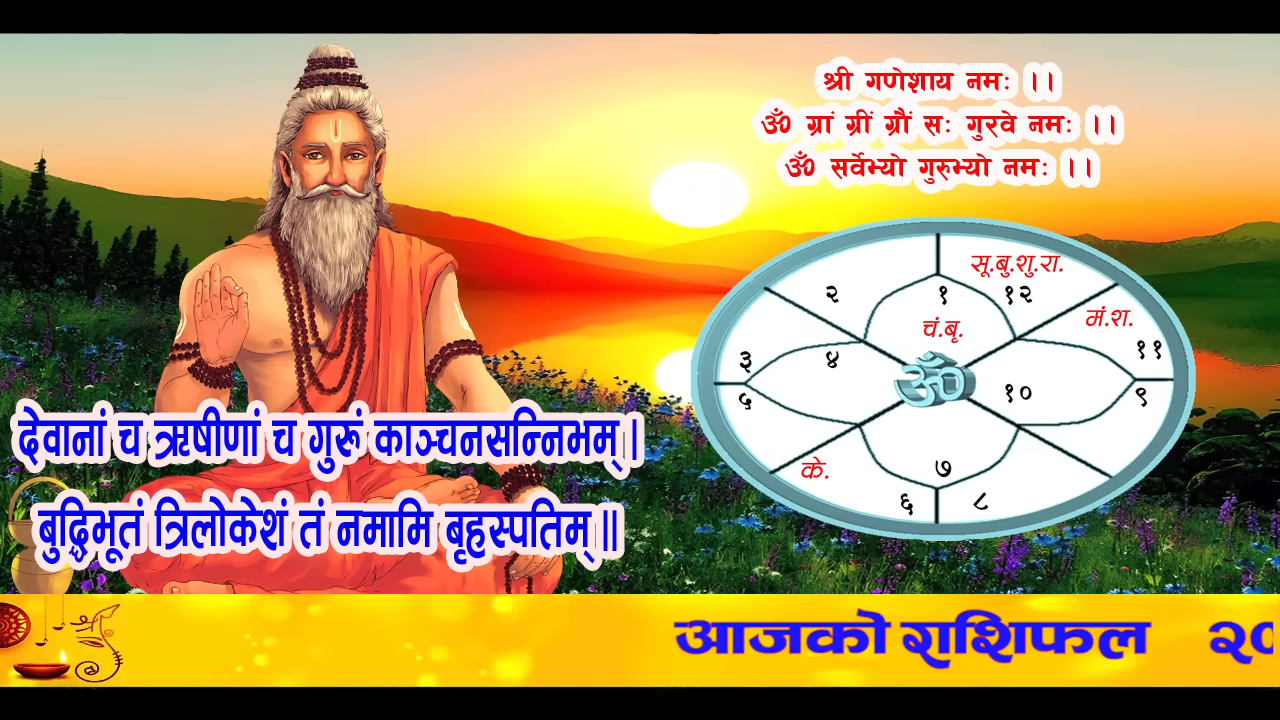 श्री गणेशाय नमः ।।
ॐ ग्रां ग्रीं ग्रौं सः गुरवे नमः ।।
ॐ सर्वेभ्यो गुरुभ्यो नमः ।।
सू.बु.शु.रा.
२ १ १२
मं.श.
चं.बृ.
३ ४ ११
ॐ
५ १० ९
के. ७
६ ८
देवानां च ऋषीणां च गुरुं काञ्चनसन्निभम् ।
बुद्धिभूतं त्रिलोकेशं तं नमामि बृहस्पतिम् ॥
श्री
आजको राशिफल २०